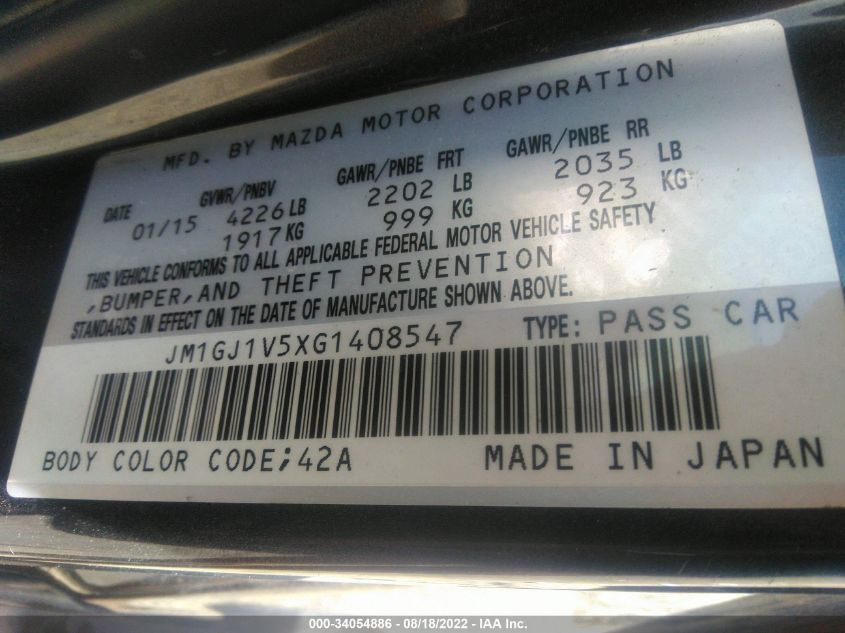 MFD. BY MAZDA MOTOR CORPORATION
DATE GVWR/PNBV GAWR/PNBE FRT GAWR/PNBE RR
01/15 4226 LB 2202 LB 2035 LB
1917 KG 999 KG 923 KG
THIS VEHICLE CONFORMS TO ALL APPLICABLE FEDERAL MOTOR VEHICLE SAFETY
,BUMPER,AND THEFT PREVENTION
STANDARDS IN EFFECT ON THE DATE OF MANUFACTURE SHOWN ABOVE.
JM1GJ1V5XG1408547 TYPE: PASS CAR
BODY COLOR CODE;42A MADE IN JAPAN
000-34054886 - 08/18/2022 - IAA Inc.